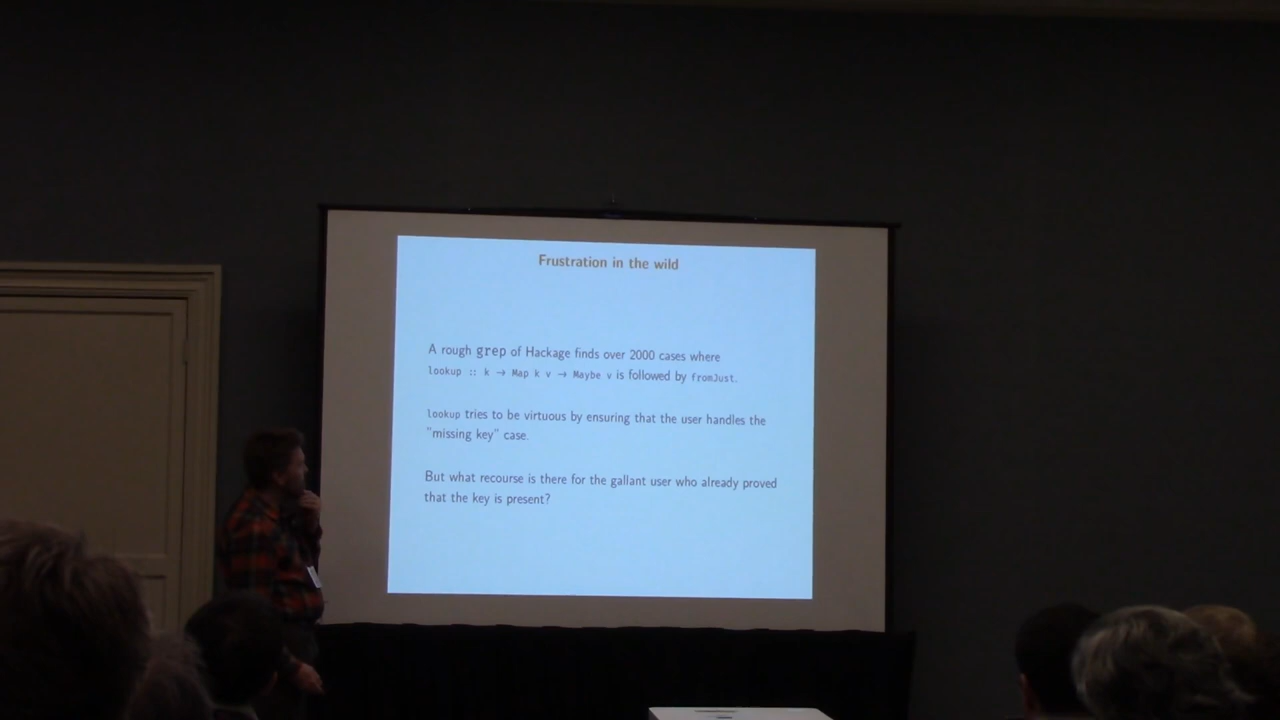 Frustration in the wild
A rough grep of Hackage finds over 2000 cases where
lookup :: k → Map k v → Maybe v is followed by fromJust.
lookup tries to be virtuous by ensuring that the user handles the
"missing key" case.
But what recourse is there for the gallant user who already proved
that the key is present?